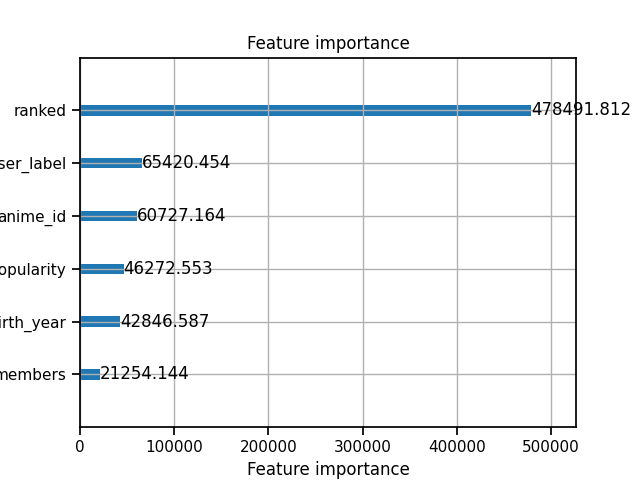 Feature importance
ranked 478491.812
ser_label 65420.454
anime_id 60727.164
opularity 46272.553
irth_year 42846.587
members 21254.144
0 100000 200000 300000 400000 500000
Feature importance